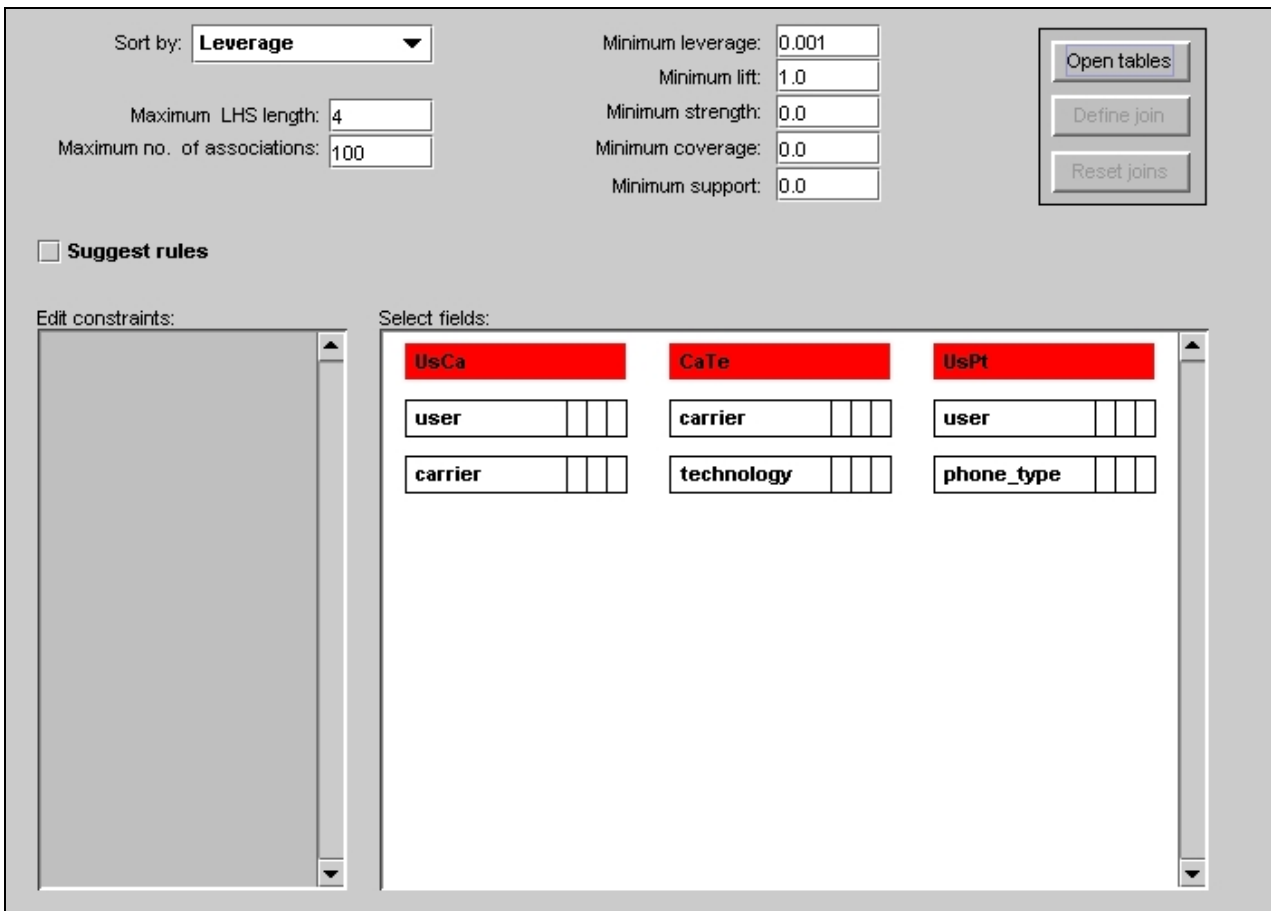 Sort by: Leverage
Maximum LHS length: 4
Maximum no. of associations: 100
Minimum leverage: 0.001
Minimum lift: 1.0
Minimum strength: 0.0
Minimum coverage: 0.0
Minimum support: 0.0
Open tables
Define join
Reset joins
Suggest rules
Edit constraints:
Select fields:
UsCa CaTe UsPt
user carrier user
carrier technology phone_type